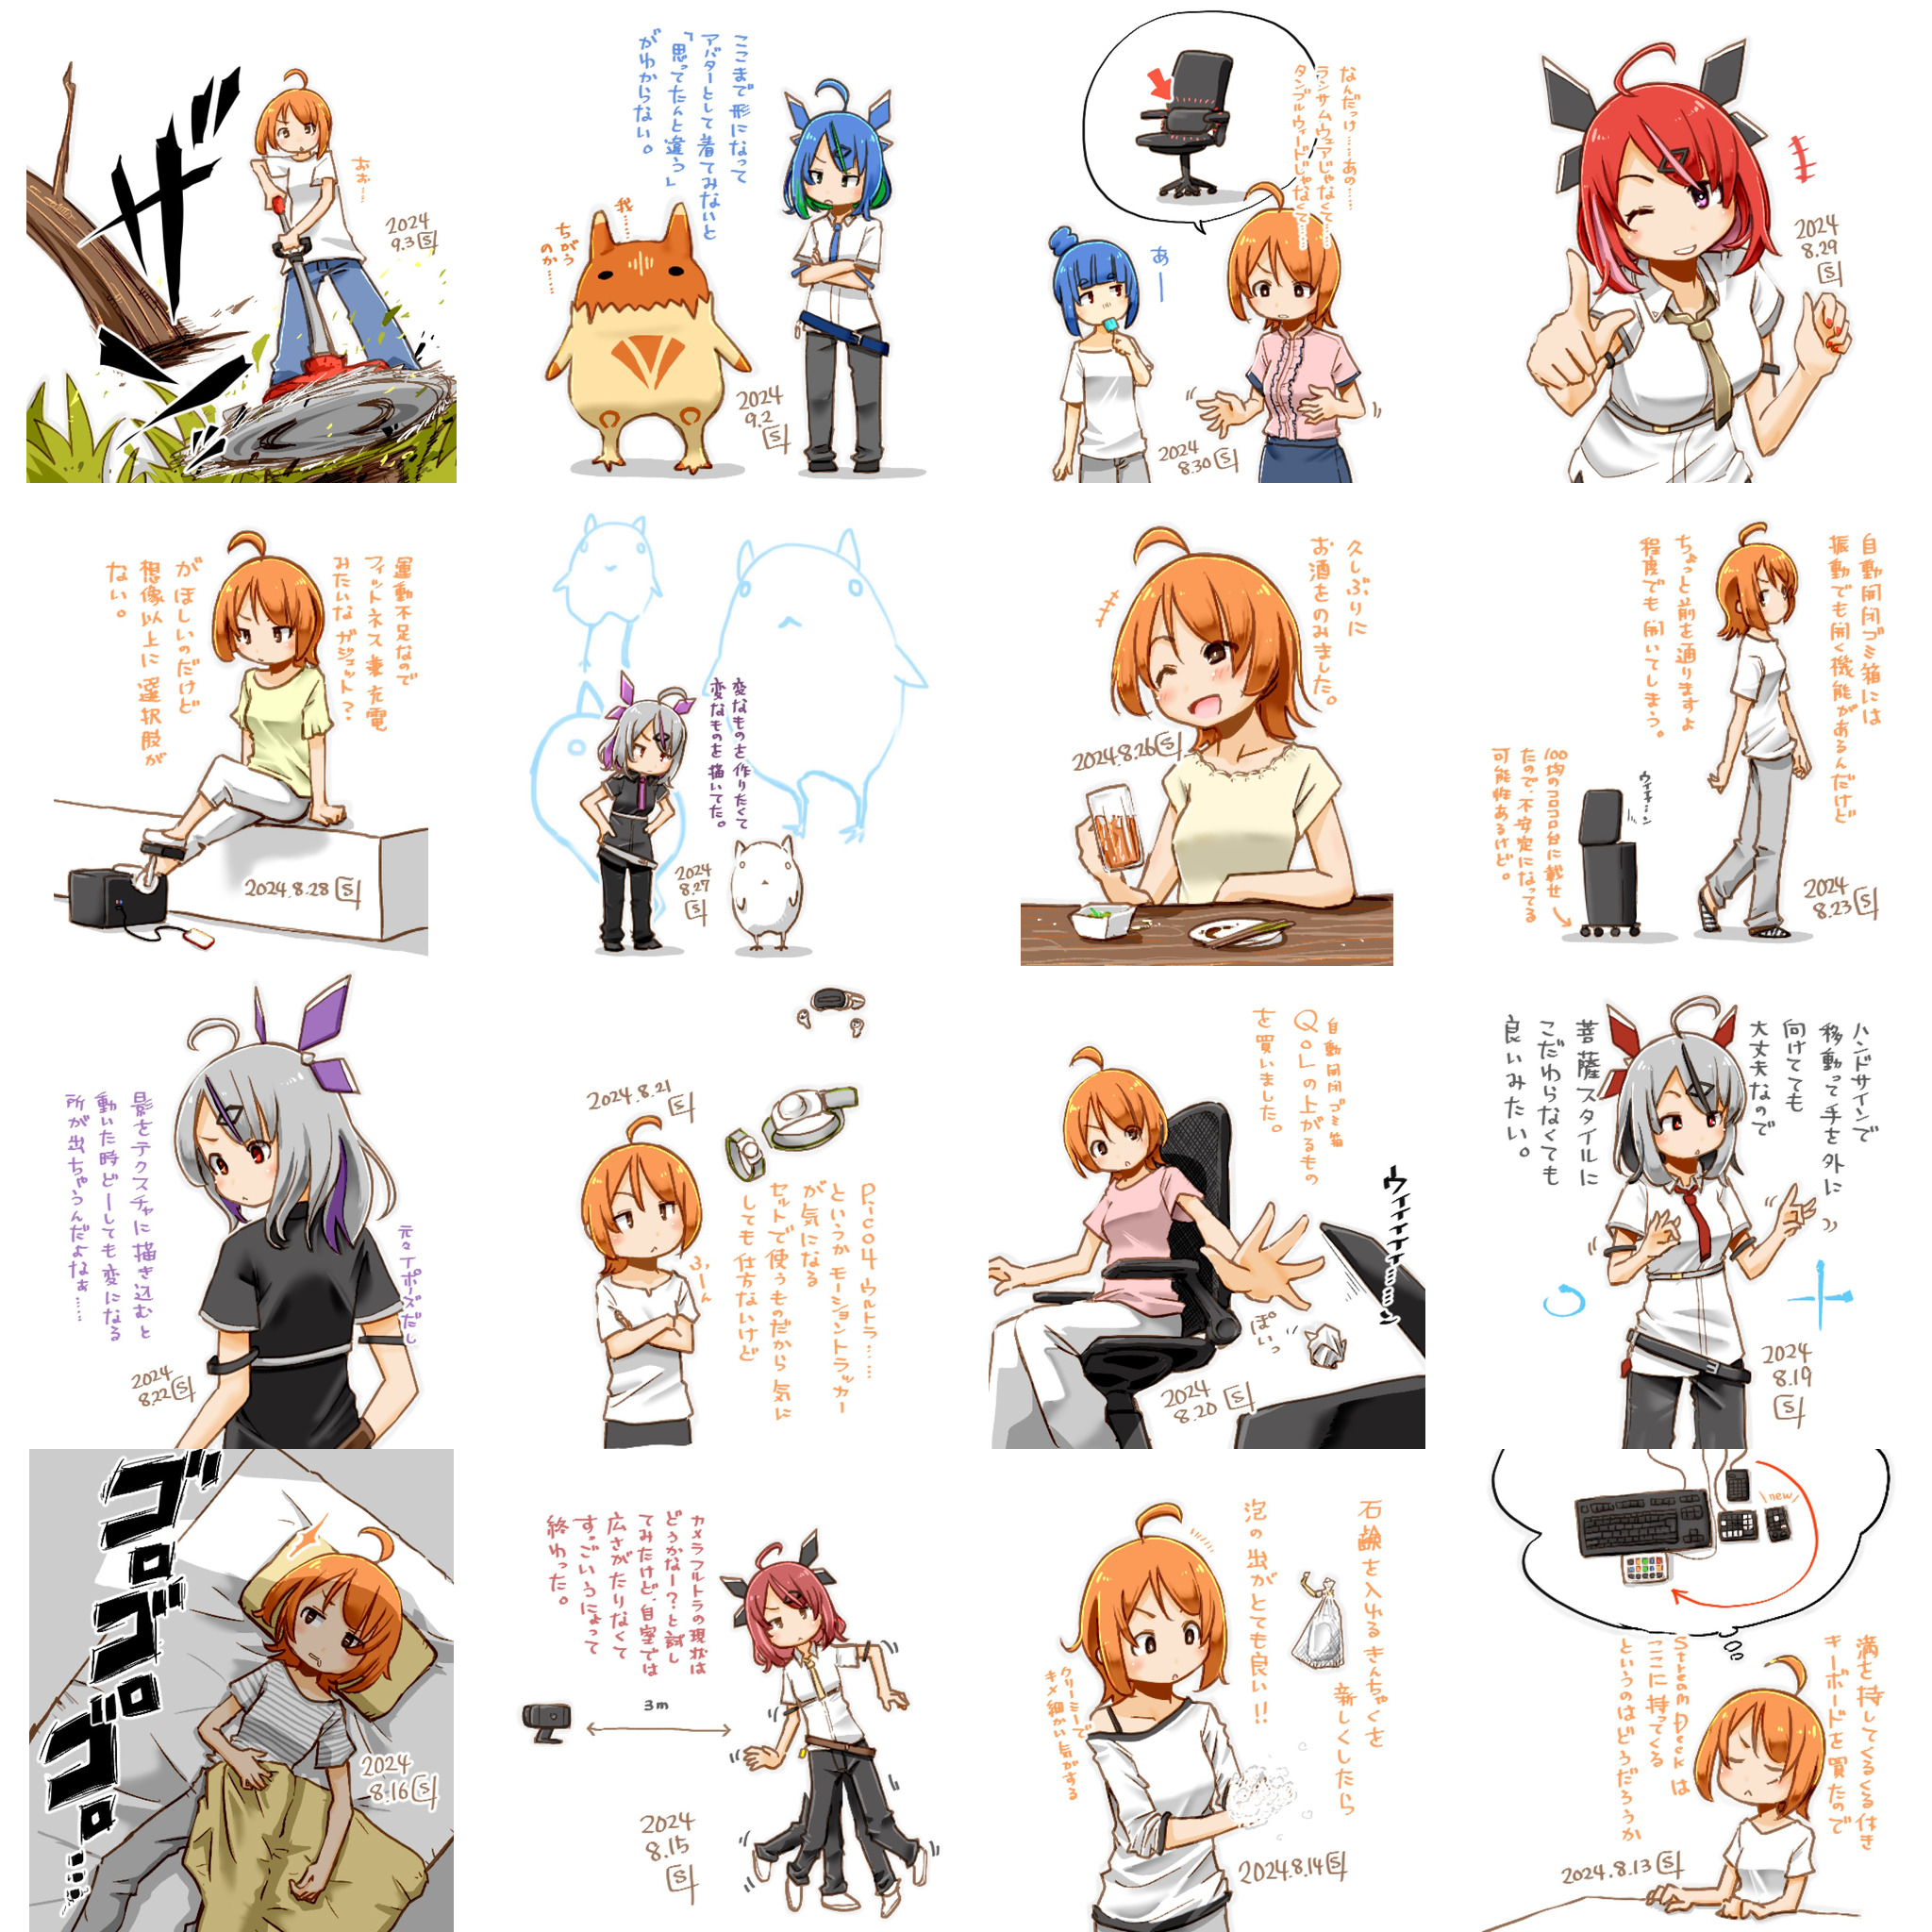 ザンッ
おお……
2024
9.3 S
ここまで形になって
アバターとして着てみないと
「思ってたんと違う」
がわからない。
我……
ちがう
のか……
2024
9.2
S
なんだっけ……あの……
ランサムウェアじゃなくて……
タンブルウィードじゃなくて……
あー
2024
8.30 S
2024
8.29
S
運動不足なので
フィットネス兼充電
みたいなガジェット？
がほしいのだけど
想像以上に選択肢が
ない。
2024.8.28 S
変なものを作りたくて
変なものを描いてた。
2024
8.27
S
久しぶりに
お酒をのみました。
2024.8.26 S
自動開閉ゴミ箱には
振動でも開く機能があるんだけど
ちょっと前を通りますよ
程度でも開いてしまう。
100均のコロコロ台に載せ
たので、不安定になってる
可能性あるけど。
ウイーン
2024
8.23 S
影をテクスチャに描き込むと
動いた時どーしても変になる
所が出ちゃうんだよなぁ……
元々Tポーズだし
2024
8.22 S
2024.8.21
S
Pico4ウルトラ……
というかモーショントラッカー
が気になる
セルトで使うものだから気に
しても仕方ないけど
ふーん
自動開閉ゴミ箱
QoLの上がるもの
を買いました。
ウイイイイーーン
ぽいっ
2024
8.20 S
ハンドサインで
移動って手を外に
向けてても
大丈夫なので
菩薩スタイルに
こだわらなくても
良いみたい。
2024
8.19
S
ゴロゴロゴロ……
2024
8.16 S
カメラフルトラの現状は
どうかなー？と試し
てみたけど、自室では
広さがたりなくて
すっごいうにょって
終わった。
3m
2024
8.15
S
石鹸を入れるきんちゃくを
新しくしたら
泡の出がとても良い!!
クリーミーで
キメ細かい気がする
2024.8.14 S
new
満を持してくるくる付き
キーボードを買たので
StreamDeckは
ここに持ってくる
というのはどうだろうか
2024.8.13 S